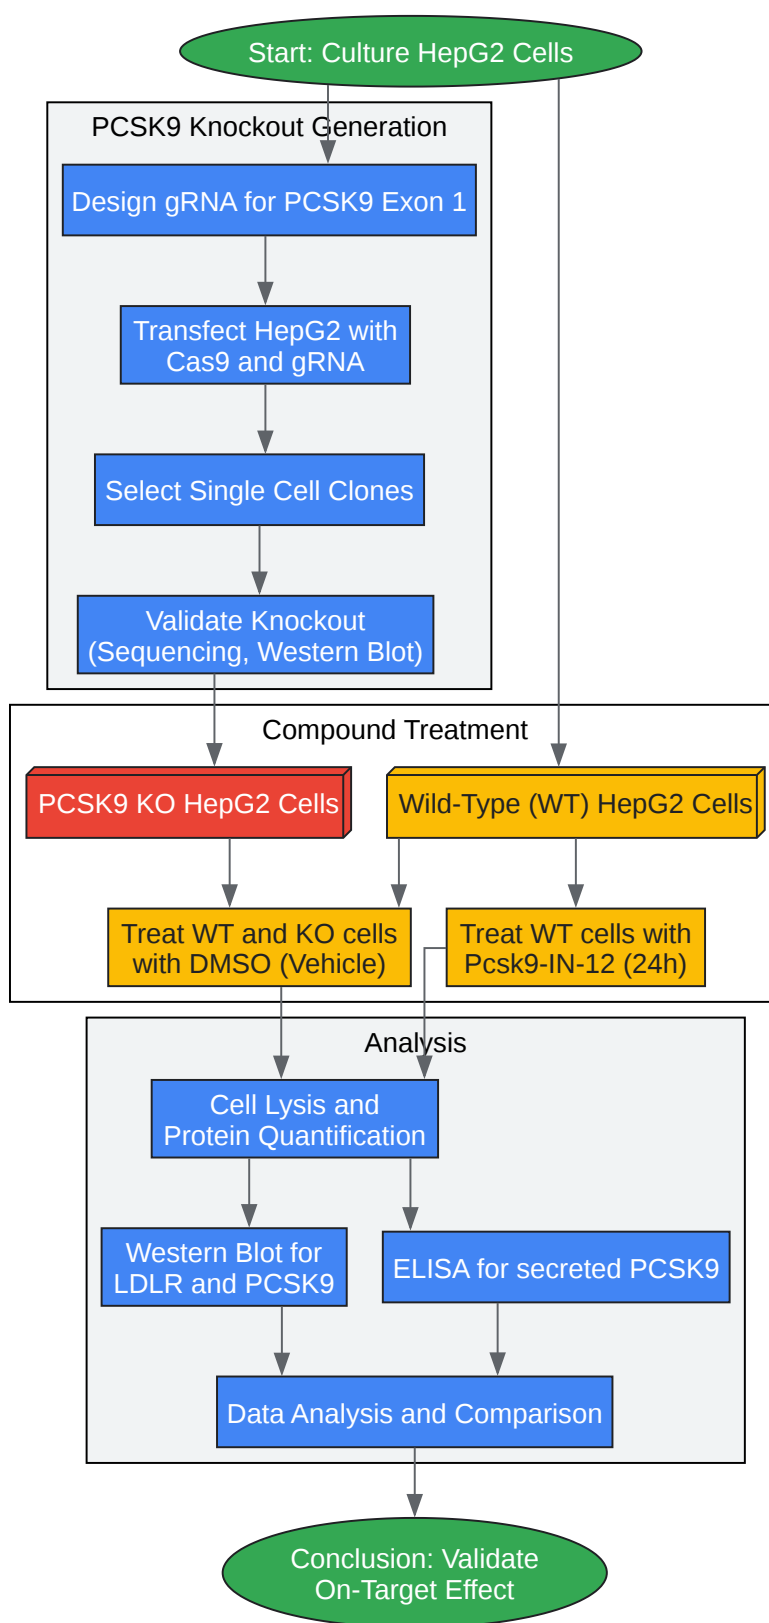 Start: Culture HepG2 Cells
PCSK9 Knockout Generation
Design gRNA for PCSK9 Exon 1
Transfect HepG2 with
Cas9 and gRNA
Select Single Cell Clones
Validate Knockout
(Sequencing, Western Blot)
Compound Treatment
PCSK9 KO HepG2 Cells
Wild-Type (WT) HepG2 Cells
Treat WT and KO cells
with DMSO (Vehicle)
Treat WT cells with
Pcsk9-IN-12 (24h)
Analysis
Cell Lysis and
Protein Quantification
Western Blot for
LDLR and PCSK9
ELISA for secreted PCSK9
Data Analysis and Comparison
Conclusion: Validate
On-Target Effect